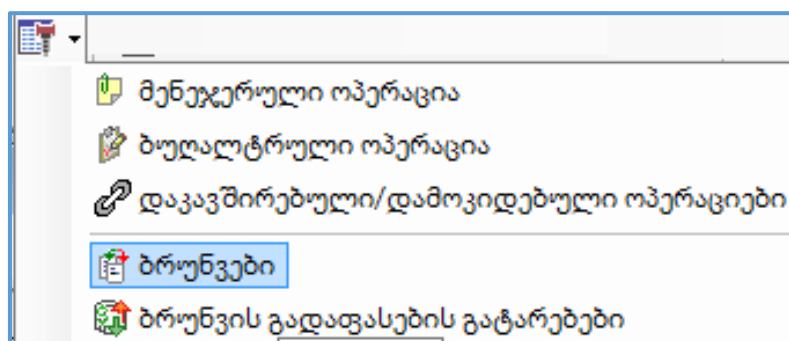 მენეჯერული ოპერაცია
ბუღალტრული ოპერაცია
დაკავშირებული/დამოკიდებული ოპერაციები
ბრუნვები
ბრუნვის გადაფასების გატარებები